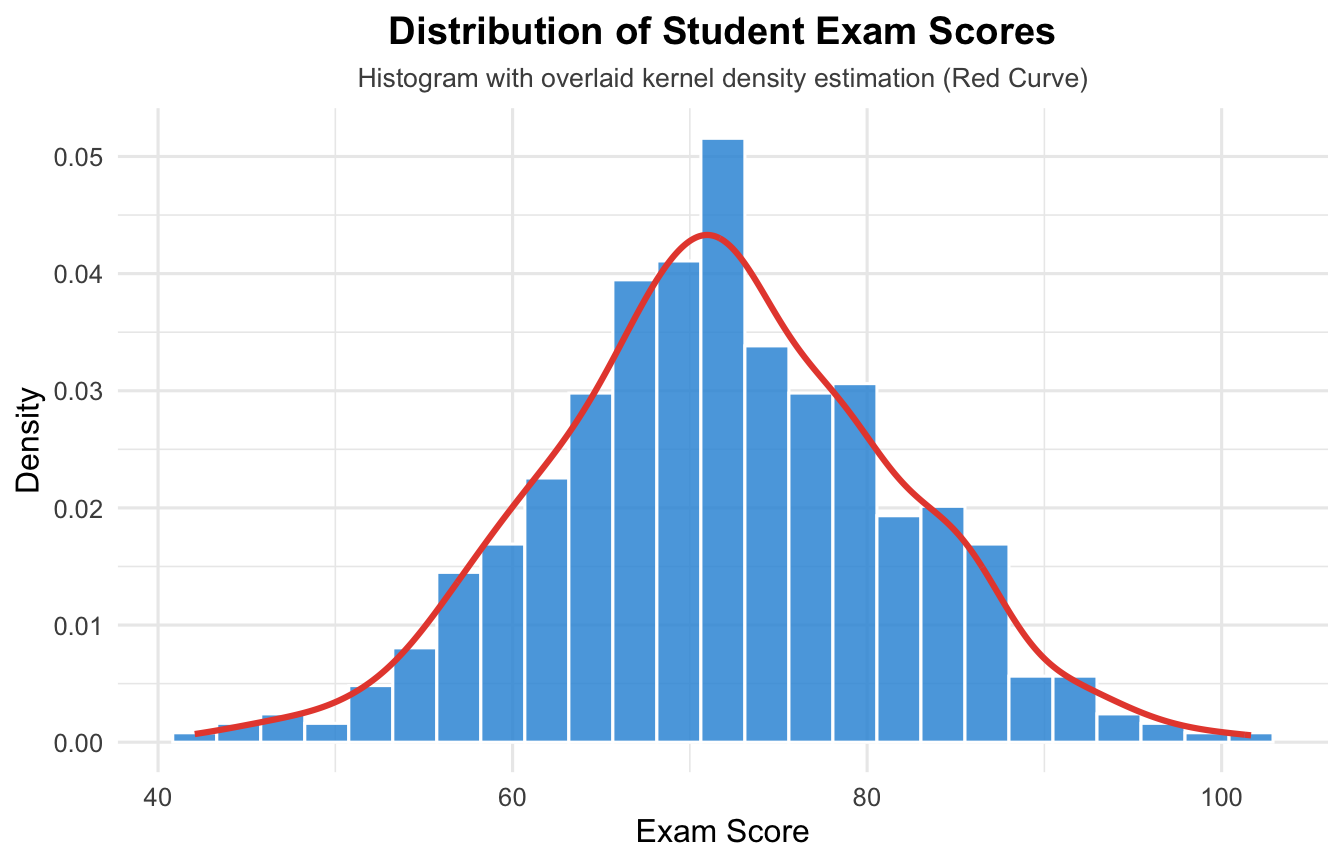 Distribution of Student Exam Scores
Histogram with overlaid kernel density estimation (Red Curve)
Density
0.05
0.04
0.03
0.02
0.01
0.00
40 60 80 100
Exam Score